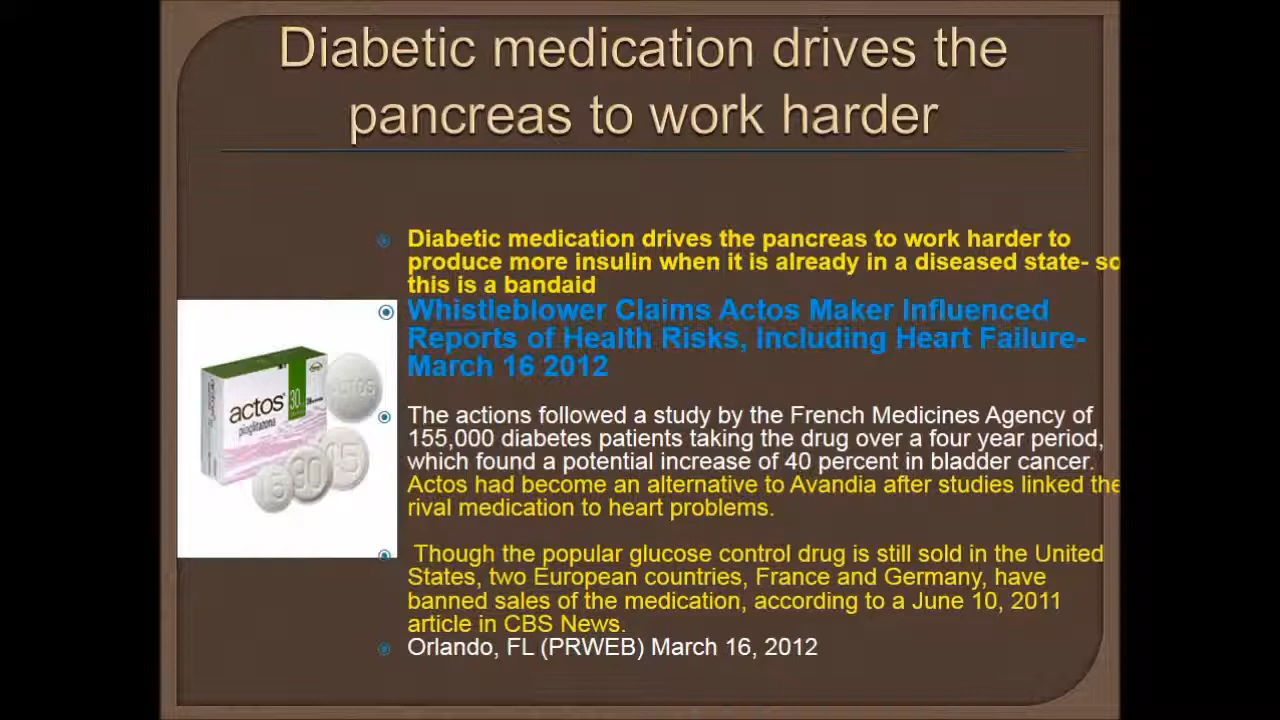 Diabetic medication drives the
pancreas to work harder
Diabetic medication drives the pancreas to work harder to
produce more insulin when it is already in a diseased state- so
this is a bandaid
Whistleblower Claims Actos Maker Influenced
Reports of Health Risks, Including Heart Failure-
March 16 2012
actos 30
pioglitazone
ACTOS
15
30
45
The actions followed a study by the French Medicines Agency of
155,000 diabetes patients taking the drug over a four year period,
which found a potential increase of 40 percent in bladder cancer.
Actos had become an alternative to Avandia after studies linked the
rival medication to heart problems.
Though the popular glucose control drug is still sold in the United
States, two European countries, France and Germany, have
banned sales of the medication, according to a June 10, 2011
article in CBS News.
Orlando, FL (PRWEB) March 16, 2012